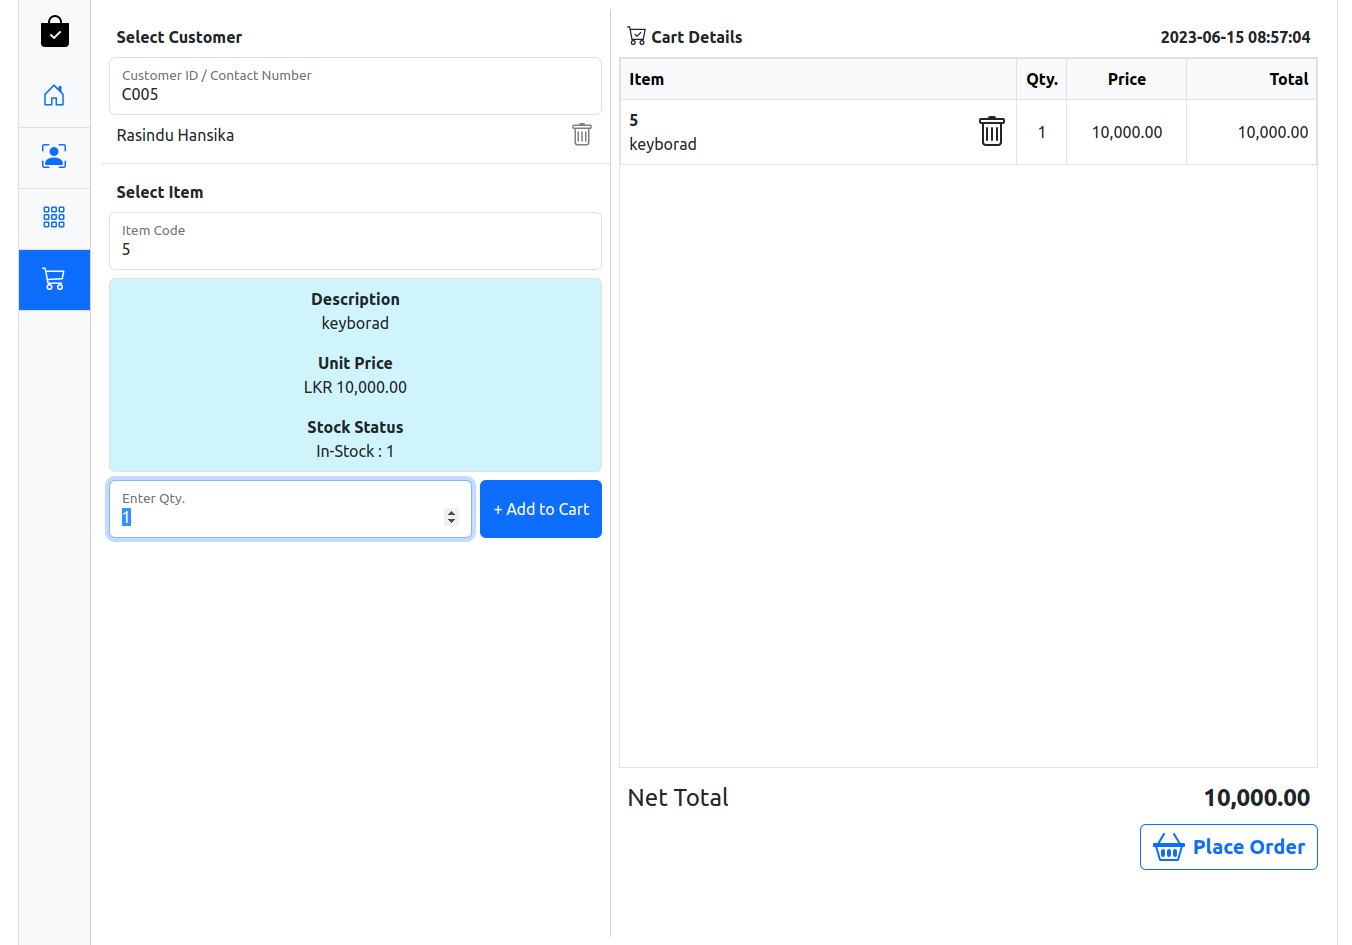 Select Customer
Customer ID / Contact Number
C005
Rasindu Hansika
Select Item
Item Code
5
Description
keyborad
Unit Price
LKR 10,000.00
Stock Status
In-Stock : 1
Enter Qty.
1
+ Add to Cart
Cart Details 2023-06-15 08:57:04
Item Qty. Price Total
5
keyborad 1 10,000.00 10,000.00
Net Total 10,000.00
Place Order